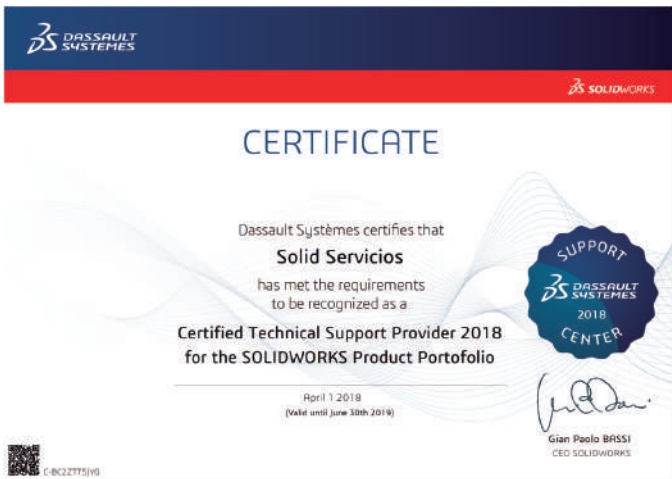 DASSAULT
SYSTEMES
SOLIDWORKS
CERTIFICATE
Dassault Systèmes certifies that
Solid Servicios
has met the requirements
to be recognized as a
Certified Technical Support Provider 2018
for the SOLIDWORKS Product Portofolio
April 1 2018
(Valid until June 30th 2019)
SUPPORT
DASSAULT
SYSTEMES
2018
CENTER
Gian Paolo BASSI
CEO SOLIDWORKS